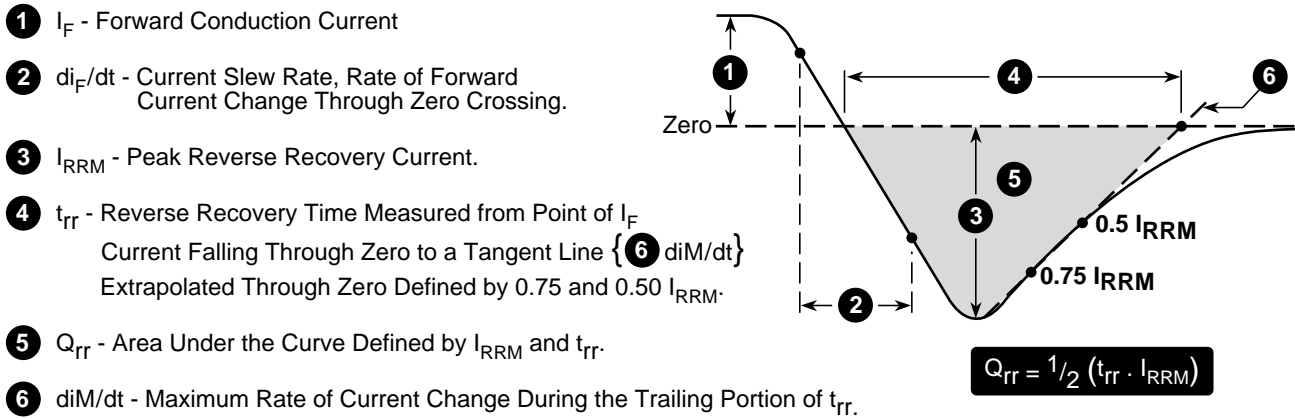 1 I_F - Forward Conduction Current
2 di_F/dt - Current Slew Rate, Rate of Forward
Current Change Through Zero Crossing.
3 I_RRM - Peak Reverse Recovery Current.
4 t_rr - Reverse Recovery Time Measured from Point of I_F
Current Falling Through Zero to a Tangent Line {6 diM/dt}
Extrapolated Through Zero Defined by 0.75 and 0.50 I_RRM.
5 Q_rr - Area Under the Curve Defined by I_RRM and t_rr.
6 diM/dt - Maximum Rate of Current Change During the Trailing Portion of t_rr.
1
4
6
Zero
5
3
0.5 I_RRM
0.75 I_RRM
2
Q_rr = 1/2 (t_rr . I_RRM)